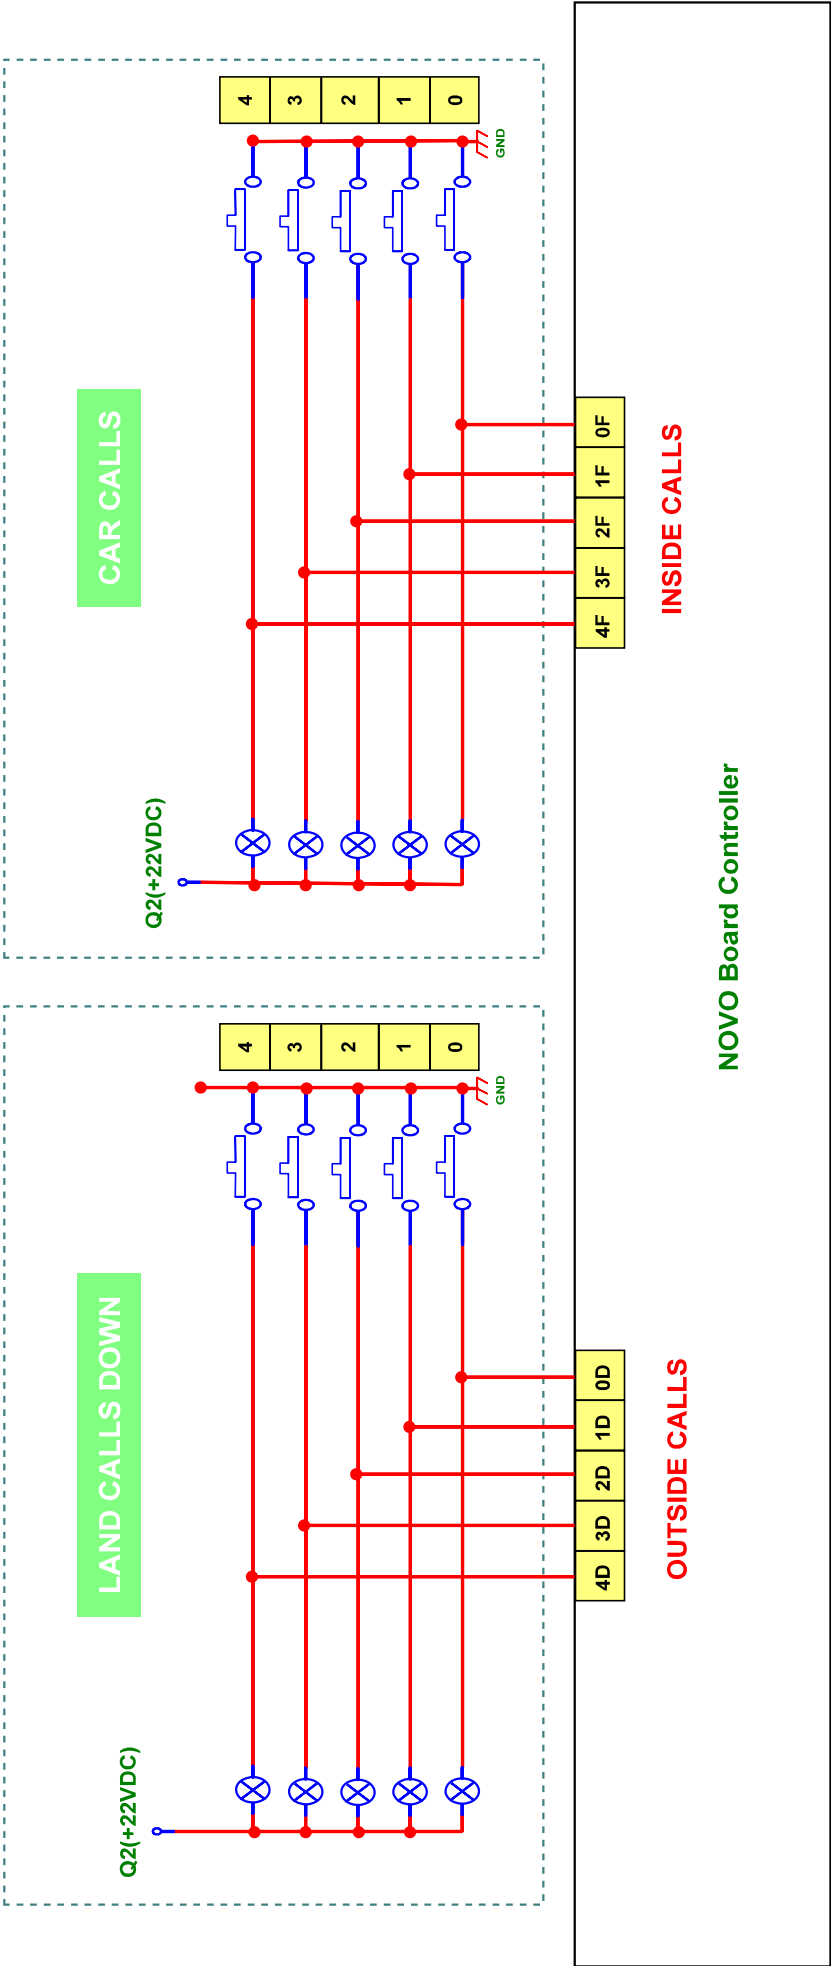 4
3
2
1
0
GND
CAR CALLS
0F
1F
2F
3F
4F
INSIDE CALLS
Q2(+22VDC)
NOVO Board Controller
4
3
2
1
0
GND
LAND CALLS DOWN
0D
1D
2D
3D
4D
OUTSIDE CALLS
Q2(+22VDC)